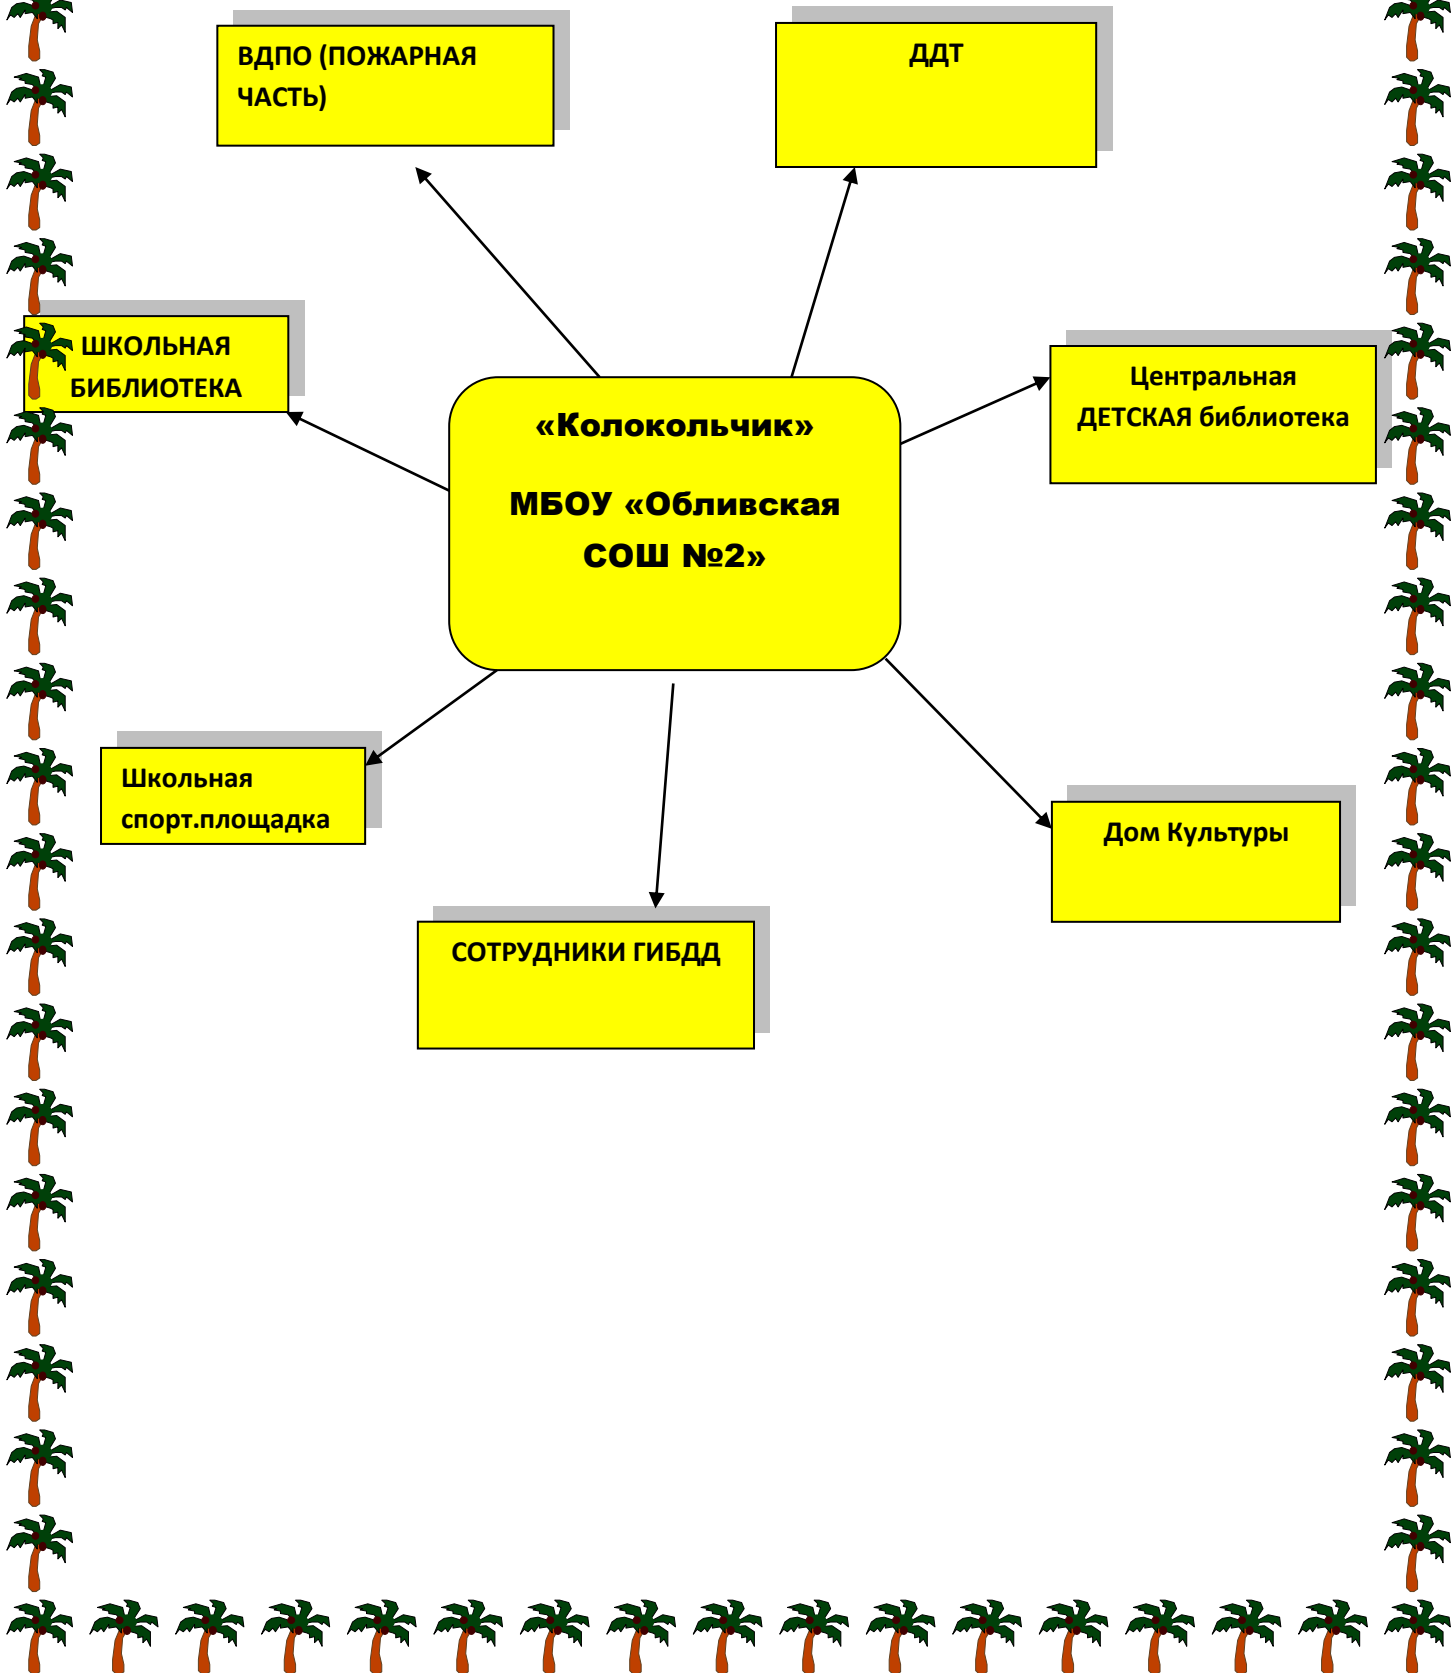 ВДПО (ПОЖАРНАЯ
ЧАСТЬ)
ДДТ
ШКОЛЬНАЯ
БИБЛИОТЕКА
Центральная
ДЕТСКАЯ библиотека
«Колокольчик»
МБОУ «Обливская
СОШ №2»
Школьная
спорт.площадка
Дом Культуры
СОТРУДНИКИ ГИБДД